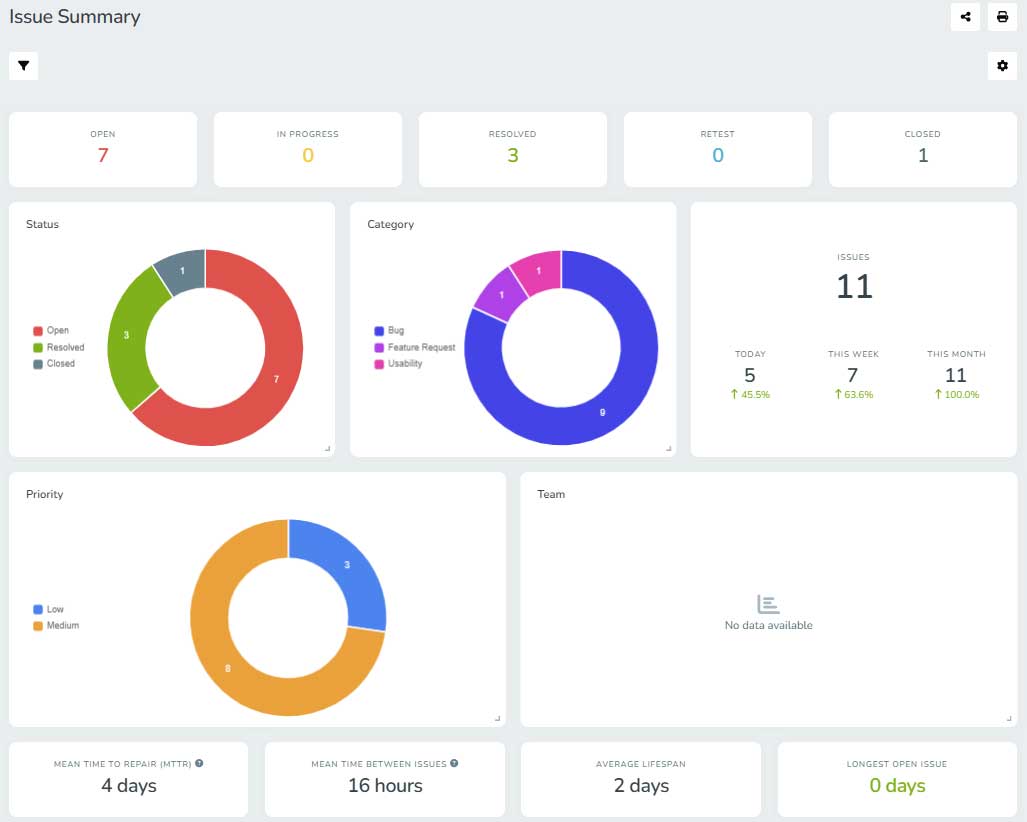 Issue Summary
OPEN
7
IN PROGRESS
0
RESOLVED
3
RETEST
0
CLOSED
1
Status
Open
Resolved
Closed
1
3
7
Category
Bug
Feature Request
Usability
1
1
9
ISSUES
11
TODAY
5
↑ 45.5%
THIS WEEK
7
↑ 63.6%
THIS MONTH
11
↑ 100.0%
Priority
Low
Medium
3
8
Team
No data available
MEAN TIME TO REPAIR (MTTR) ?
4 days
MEAN TIME BETWEEN ISSUES ?
16 hours
AVERAGE LIFESPAN
2 days
LONGEST OPEN ISSUE
0 days